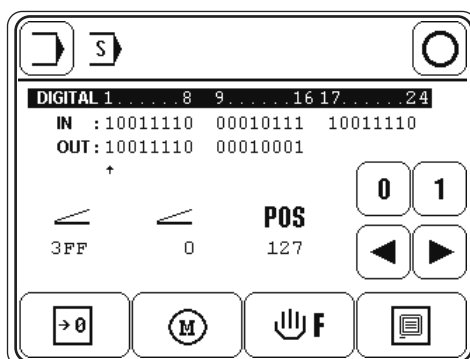 S
DIGITAL 1......8 9......16 17......24
IN : 10011110 00010111 10011110
OUT : 10011110 00010001
↑
0 1
POS
3FF 0 127
◀ ▶
→0 M F